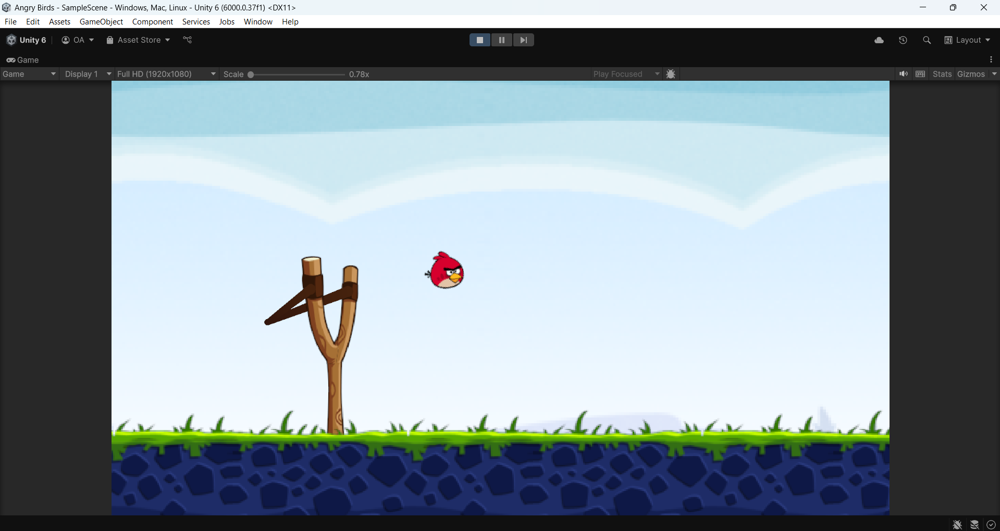 Angry Birds - SampleScene - Windows, Mac, Linux - Unity 6 (6000.0.37f1) <DX11>
File Edit Assets GameObject Component Services Jobs Window Help
Unity 6 OA Asset Store Layout
Game
Game Display 1 Full HD (1920x1080) Scale 0.78x Play Focused Stats Gizmos